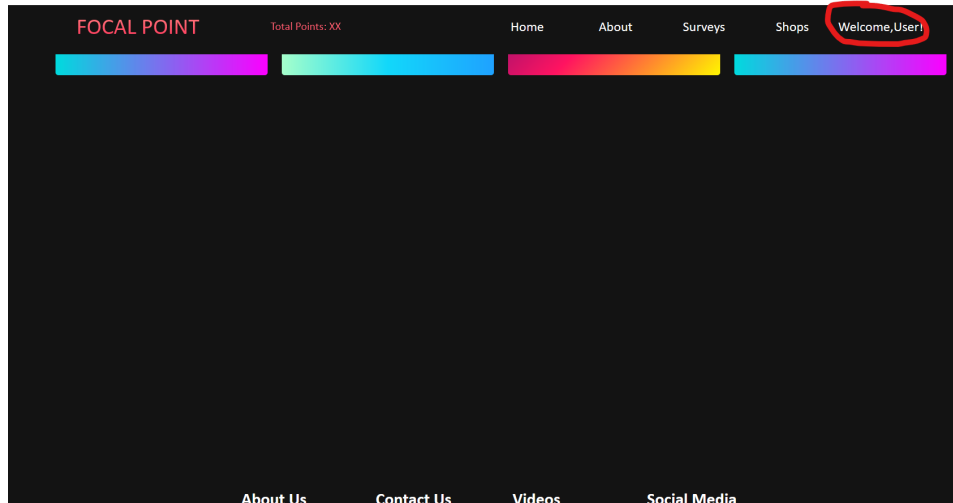 FOCAL POINT Total Points: XX Home About Surveys Shops Welcome,User!
About Us Contact Us Videos Social Media